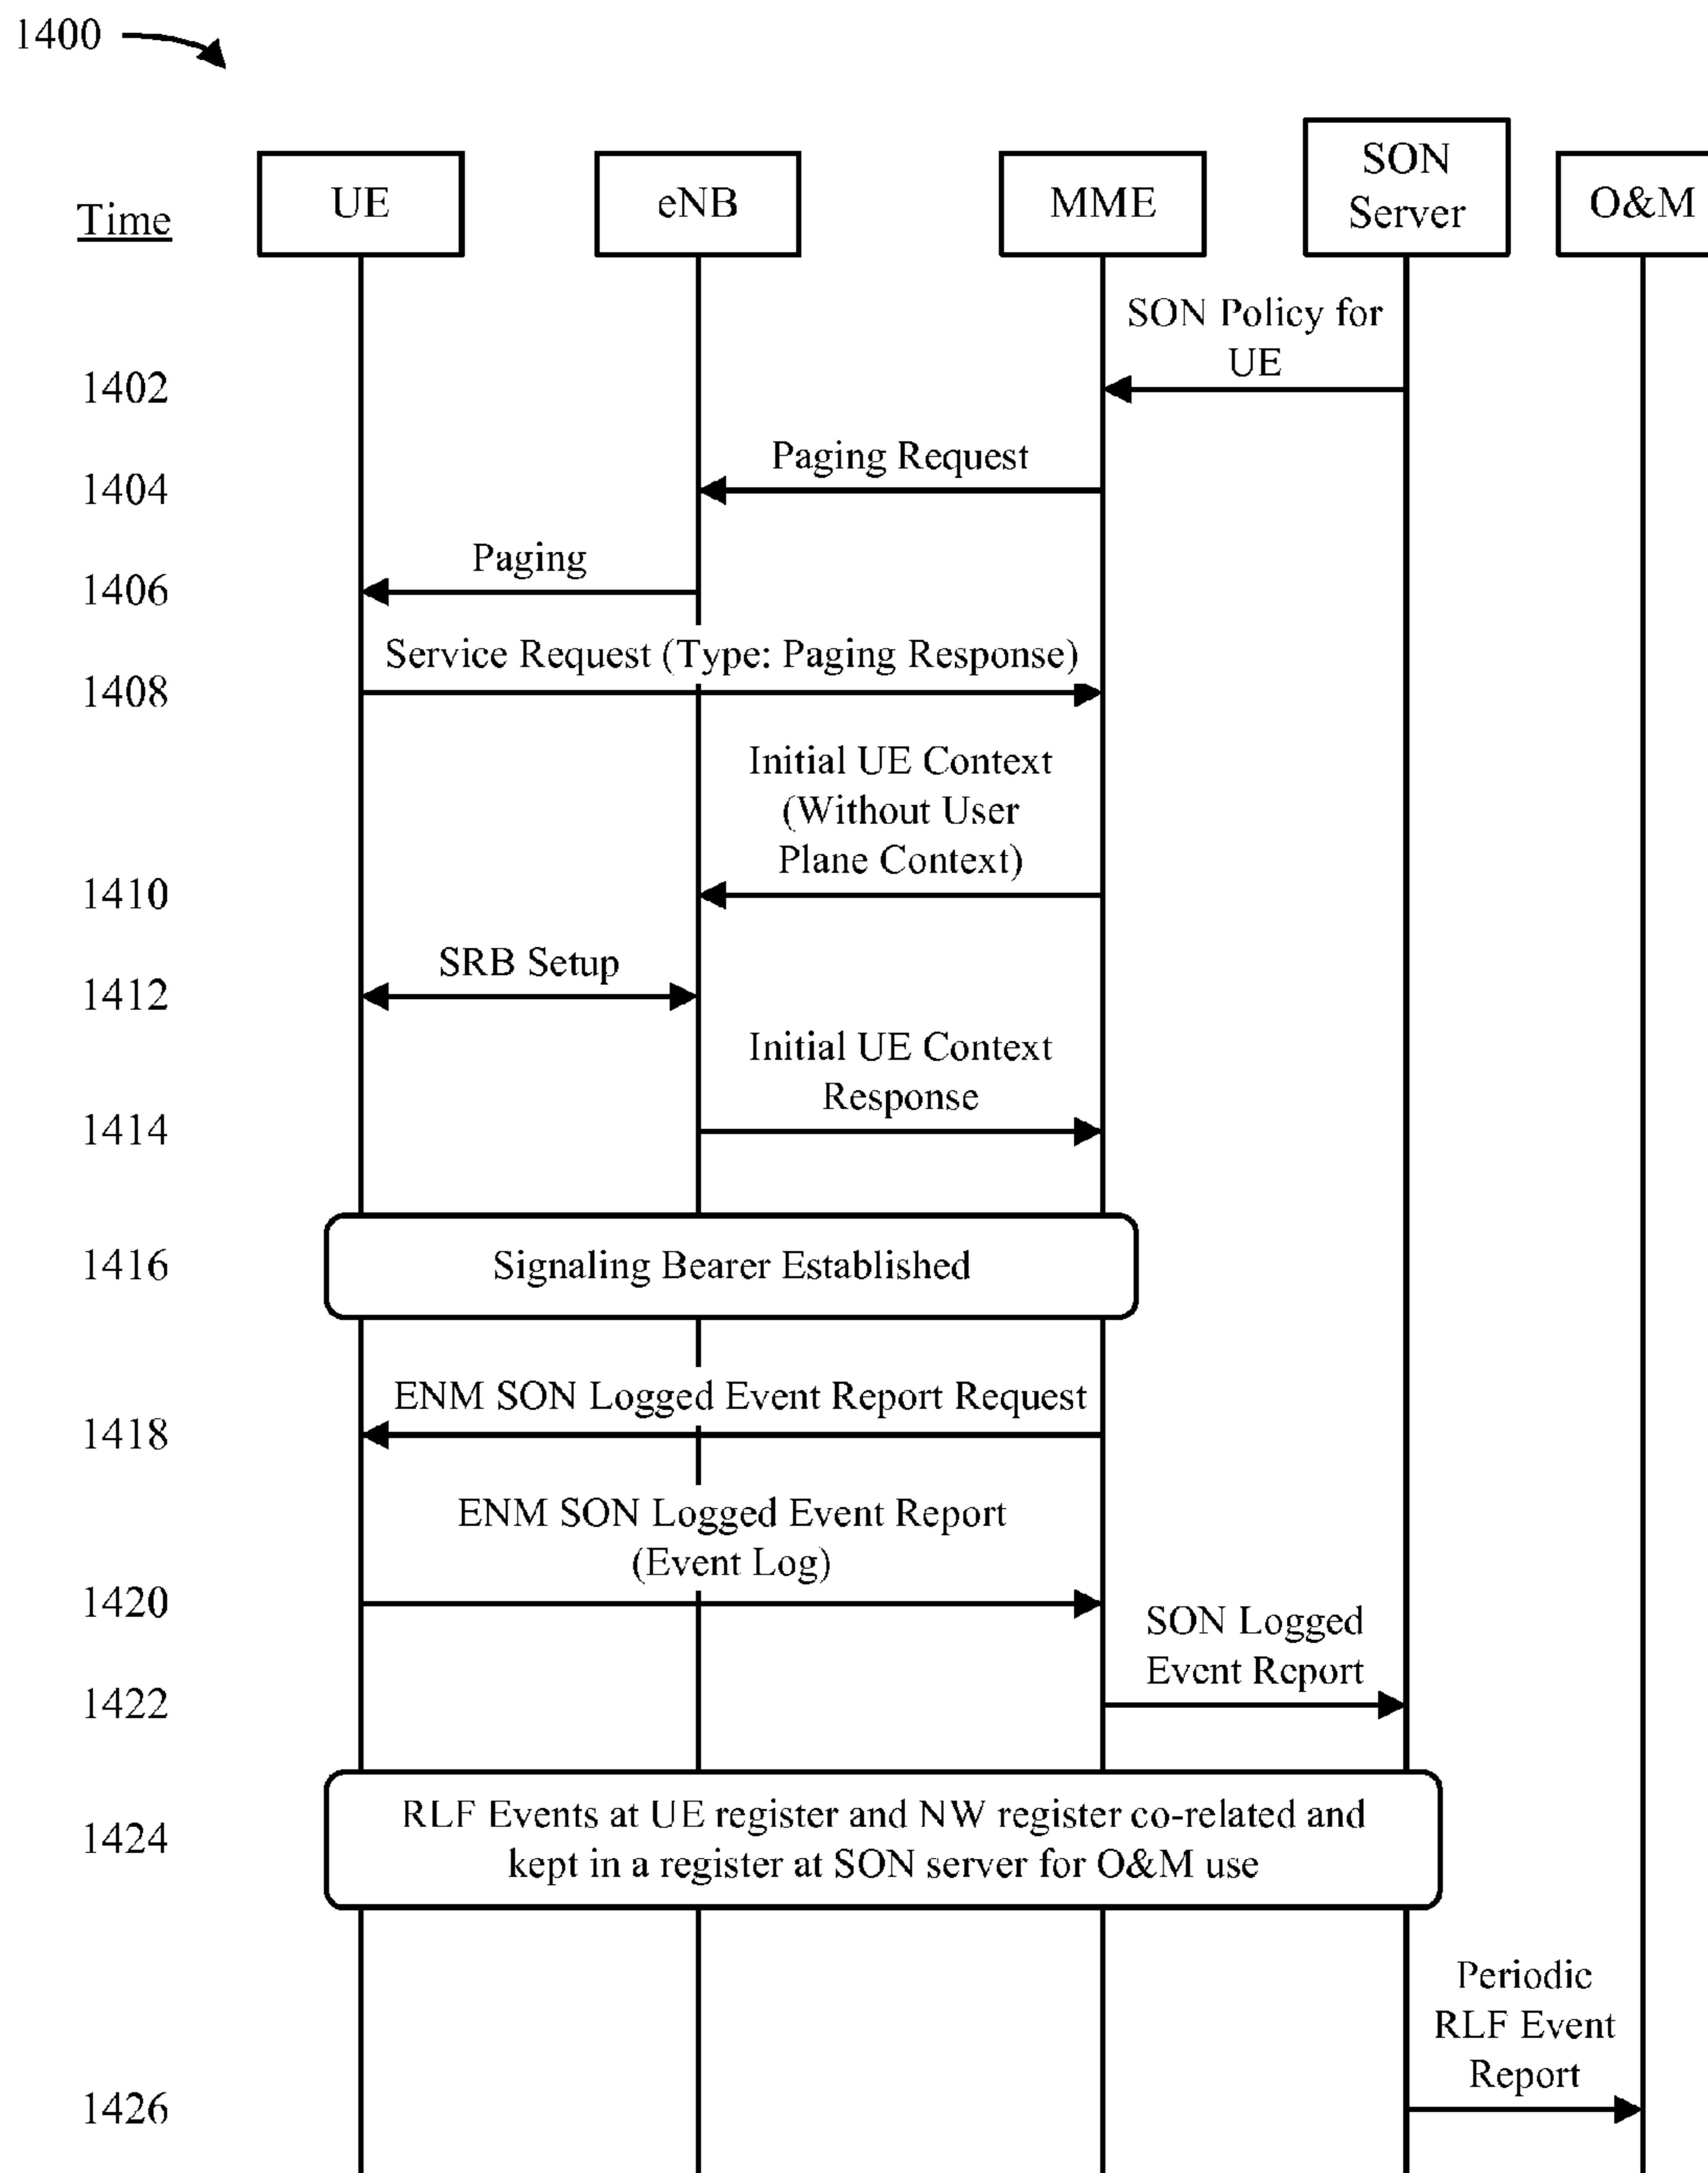 1400
Time
UE
eNB
MME
SON
Server
O&M
SON Policy for
UE
1402
Paging Request
1404
Paging
1406
Service Request (Type: Paging Response)
1408
Initial UE Context
(Without User
Plane Context)
1410
SRB Setup
1412
Initial UE Context
Response
1414
Signaling Bearer Established
1416
ENM SON Logged Event Report Request
1418
ENM SON Logged Event Report
(Event Log)
1420
SON Logged
Event Report
1422
RLF Events at UE register and NW register co-related and
kept in a register at SON server for O&M use
1424
Periodic
RLF Event
Report
1426